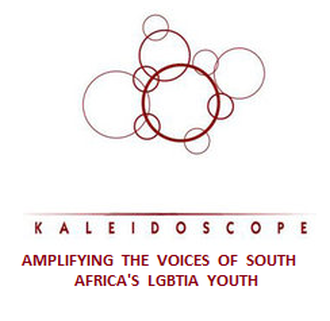 KALEIDOSCOPE
AMPLIFYING THE VOICES OF SOUTH
AFRICA'S LGBTIA YOUTH